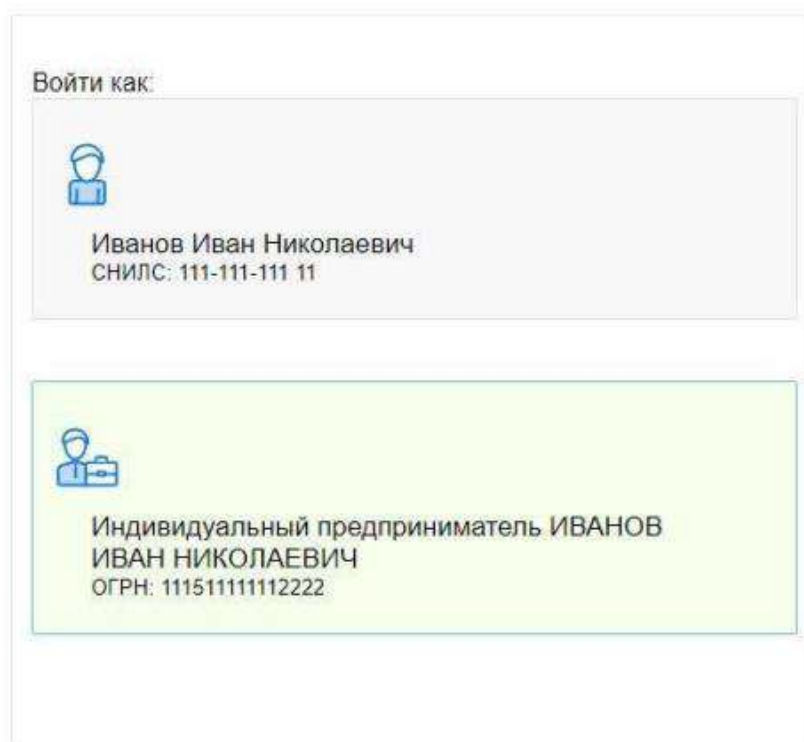 Войти как:
Иванов Иван Николаевич
СНИЛС: 111-111-111 11
Индивидуальный предприниматель ИВАНОВ
ИВАН НИКОЛАЕВИЧ
ОГРН: 111511111112222